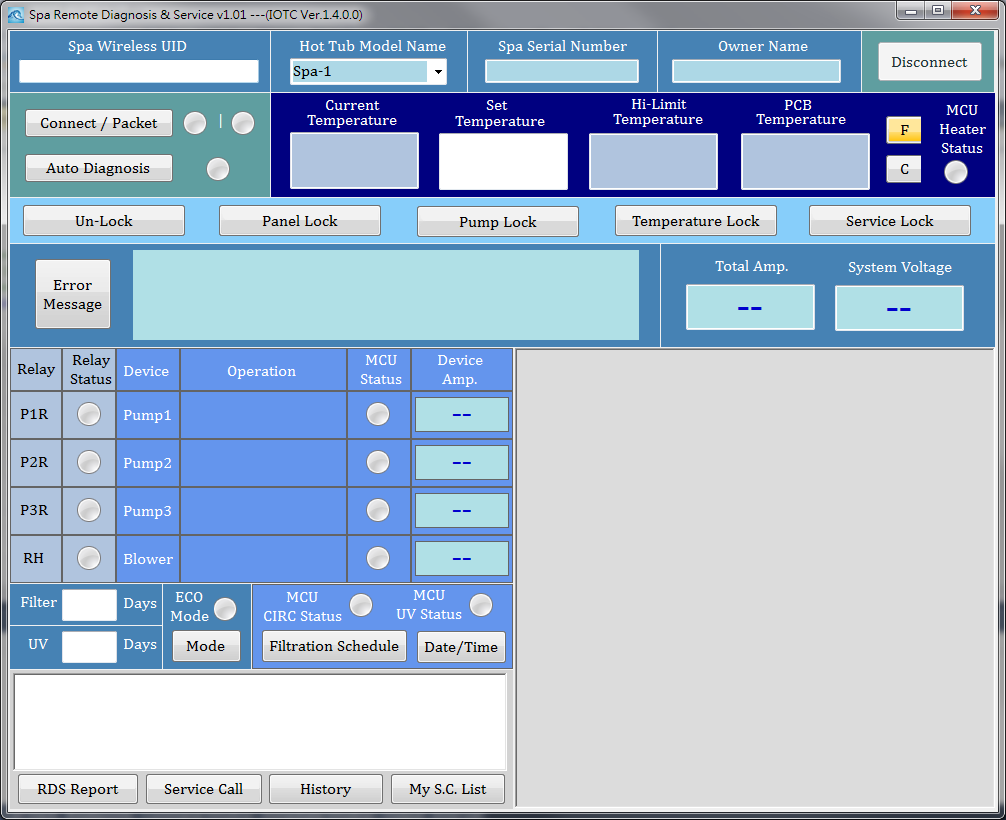 Spa Remote Diagnosis & Service v1.01 ---(IOTC Ver.1.4.0.0)
Spa Wireless UID
Hot Tub Model Name
Spa Serial Number
Owner Name
Spa-1
Disconnect
Connect / Packet
|
Auto Diagnosis
Current
Temperature
Set
Temperature
Hi-Limit
Temperature
PCB
Temperature
F
C
MCU
Heater
Status
Un-Lock
Panel Lock
Pump Lock
Temperature Lock
Service Lock
Error
Message
Total Amp.
--
System Voltage
--
Relay
Relay
Status
Device
Operation
MCU
Status
Device
Amp.
P1R
Pump1
--
P2R
Pump2
--
P3R
Pump3
--
RH
Blower
--
Filter
Days
UV
Days
ECO
Mode
Mode
MCU
CIRC Status
MCU
UV Status
Filtration Schedule
Date/Time
RDS Report
Service Call
History
My S.C. List